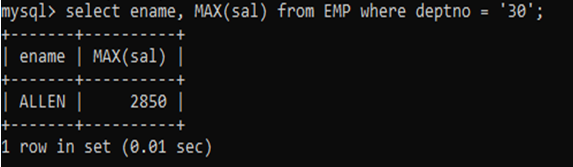 mysql> select ename, MAX(sal) from EMP where deptno = '30';
+-------+----------+
| ename | MAX(sal) |
+-------+----------+
| ALLEN |     2850 |
+-------+----------+
1 row in set (0.01 sec)